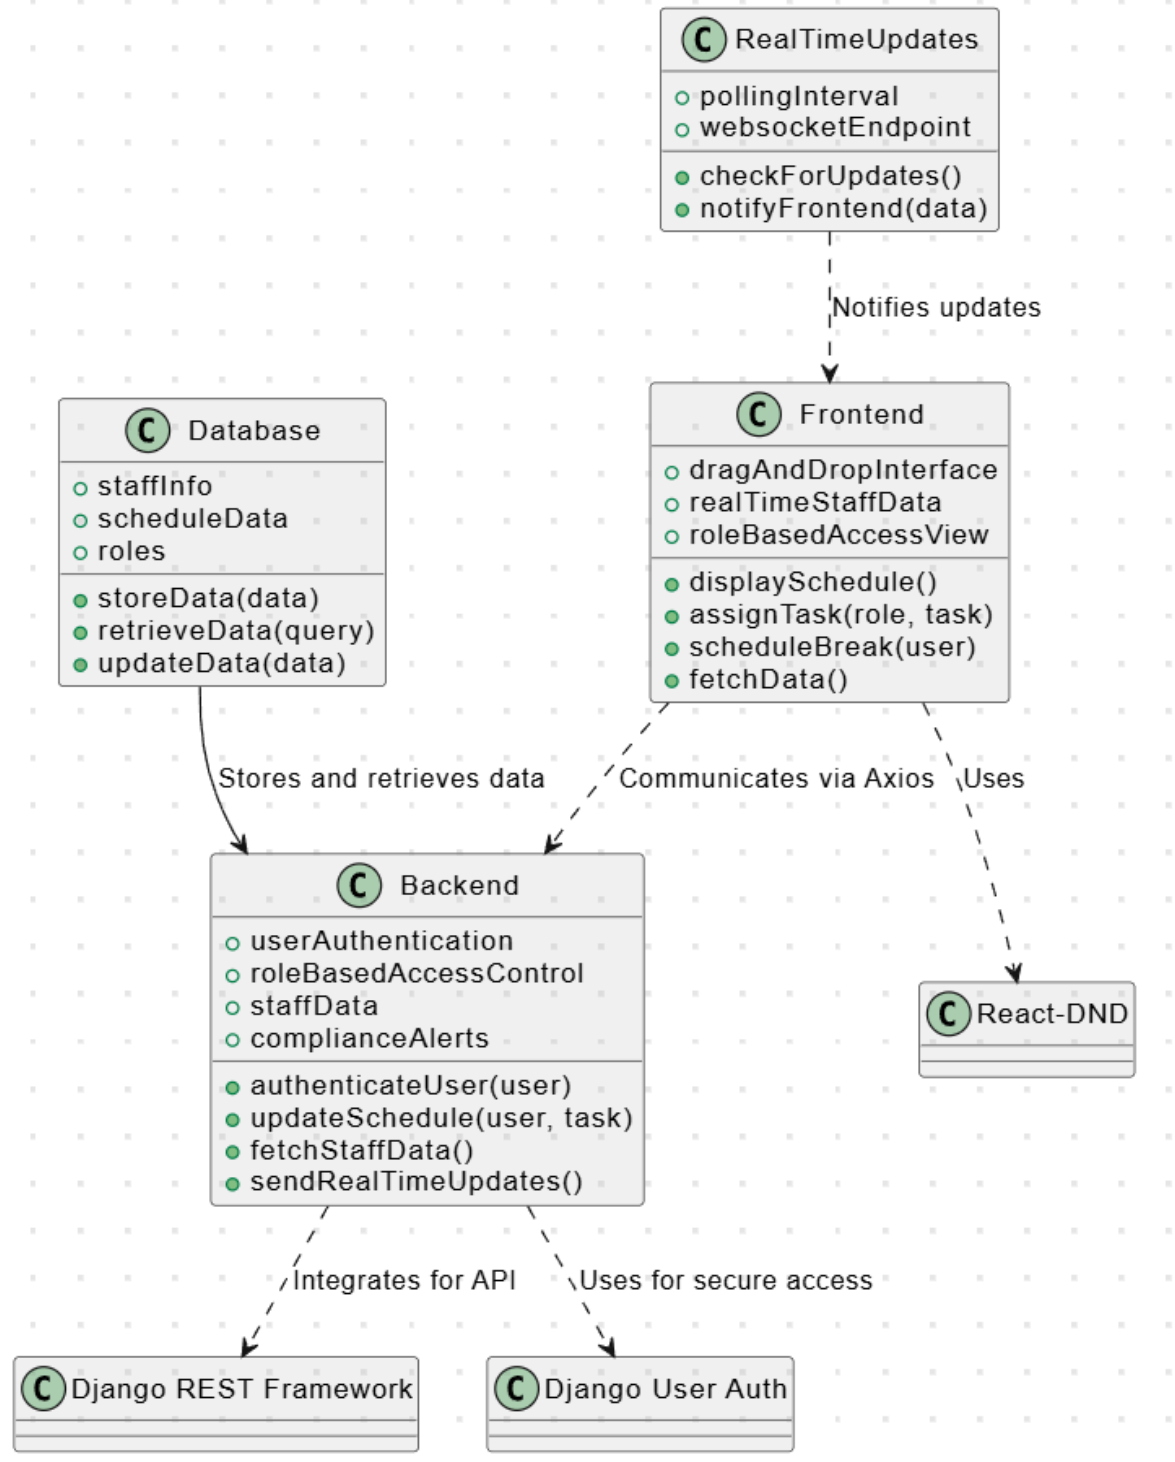 C RealTimeUpdates
pollingInterval
websocketEndpoint
checkForUpdates()
notifyFrontend(data)
Notifies updates
C Database
staffInfo
scheduleData
roles
storeData(data)
retrieveData(query)
updateData(data)
C Frontend
dragAndDropInterface
realTimeStaffData
roleBasedAccessView
displaySchedule()
assignTask(role, task)
scheduleBreak(user)
fetchData()
Stores and retrieves data
Communicates via Axios
Uses
C Backend
userAuthentication
roleBasedAccessControl
staffData
complianceAlerts
authenticateUser(user)
updateSchedule(user, task)
fetchStaffData()
sendRealTimeUpdates()
C React-DND
Integrates for API
Uses for secure access
C Django REST Framework
C Django User Auth